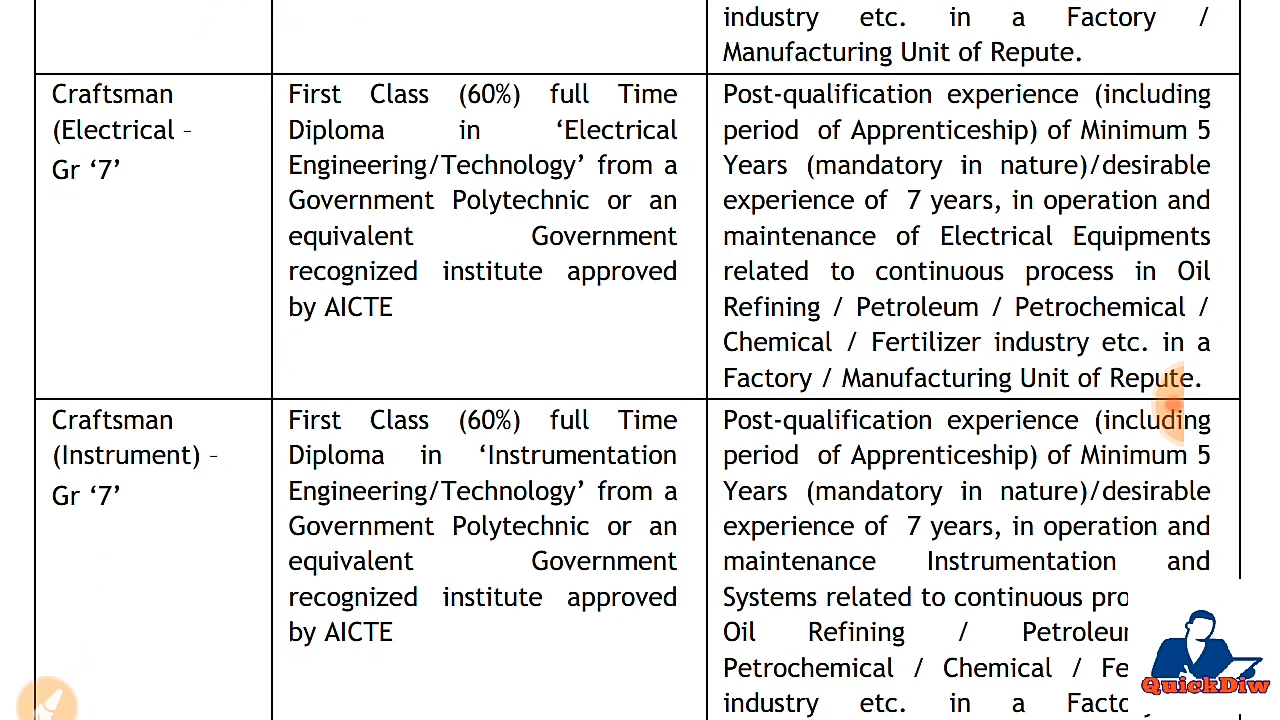 industry etc. in a Factory /
Manufacturing Unit of Repute.
Craftsman
(Electrical –
Gr ‘7’
First Class (60%) full Time
Diploma in ‘Electrical
Engineering/Technology’ from a
Government Polytechnic or an
equivalent Government
recognized institute approved
by AICTE
Post-qualification experience (including
period of Apprenticeship) of Minimum 5
Years (mandatory in nature)/desirable
experience of 7 years, in operation and
maintenance of Electrical Equipments
related to continuous process in Oil
Refining / Petroleum / Petrochemical /
Chemical / Fertilizer industry etc. in a
Factory / Manufacturing Unit of Repute.
Craftsman
(Instrument) –
Gr ‘7’
First Class (60%) full Time
Diploma in ‘Instrumentation
Engineering/Technology’ from a
Government Polytechnic or an
equivalent Government
recognized institute approved
by AICTE
Post-qualification experience (including
period of Apprenticeship) of Minimum 5
Years (mandatory in nature)/desirable
experience of 7 years, in operation and
maintenance Instrumentation and
Systems related to continuous
Oil Refining /
Petrochemical / Chemical /
industry etc. in a
QuickDiw